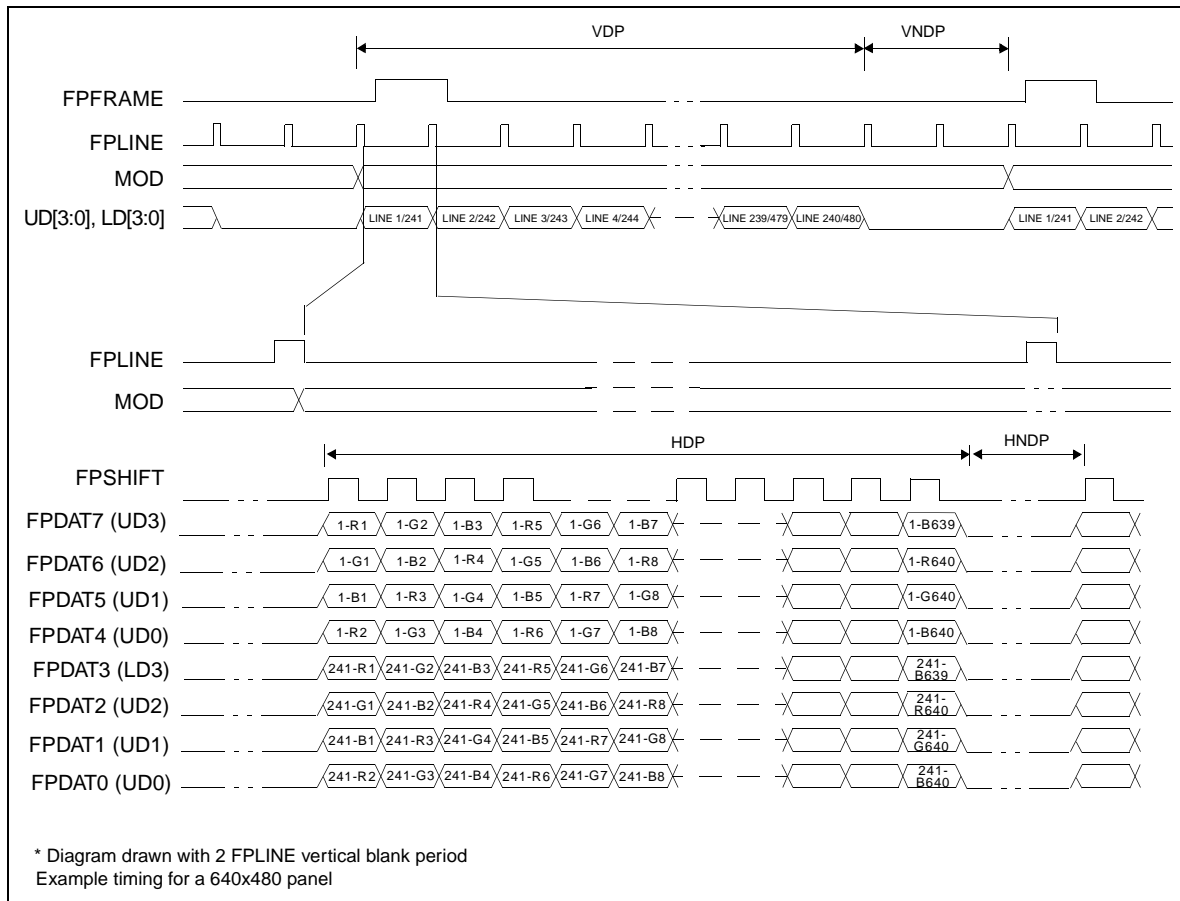 VDP VNDP
FPFRAME
FPLINE
MOD
UD[3:0], LD[3:0] LINE 1/241 LINE 2/242 LINE 3/243 LINE 4/244 LINE 239/479 LINE 240/480 LINE 1/241 LINE 2/242
FPLINE
MOD
HDP HNDP
FPSHIFT
FPDAT7 (UD3) 1-R1 1-G2 1-B3 1-R5 1-G6 1-B7 1-B639
FPDAT6 (UD2) 1-G1 1-B2 1-R4 1-G5 1-B6 1-R8 1-R640
FPDAT5 (UD1) 1-B1 1-R3 1-G4 1-B5 1-R7 1-G8 1-G640
FPDAT4 (UD0) 1-R2 1-G3 1-B4 1-R6 1-G7 1-B8 1-B640
FPDAT3 (LD3) 241-R1 241-G2 241-B3 241-R5 241-G6 241-B7 241-B639
FPDAT2 (UD2) 241-G1 241-B2 241-R4 241-G5 241-B6 241-R8 241-R640
FPDAT1 (UD1) 241-B1 241-R3 241-G4 241-B5 241-R7 241-G8 241-G640
FPDAT0 (UD0) 241-R2 241-G3 241-B4 241-R6 241-G7 241-B8 241-B640
* Diagram drawn with 2 FPLINE vertical blank period
Example timing for a 640x480 panel